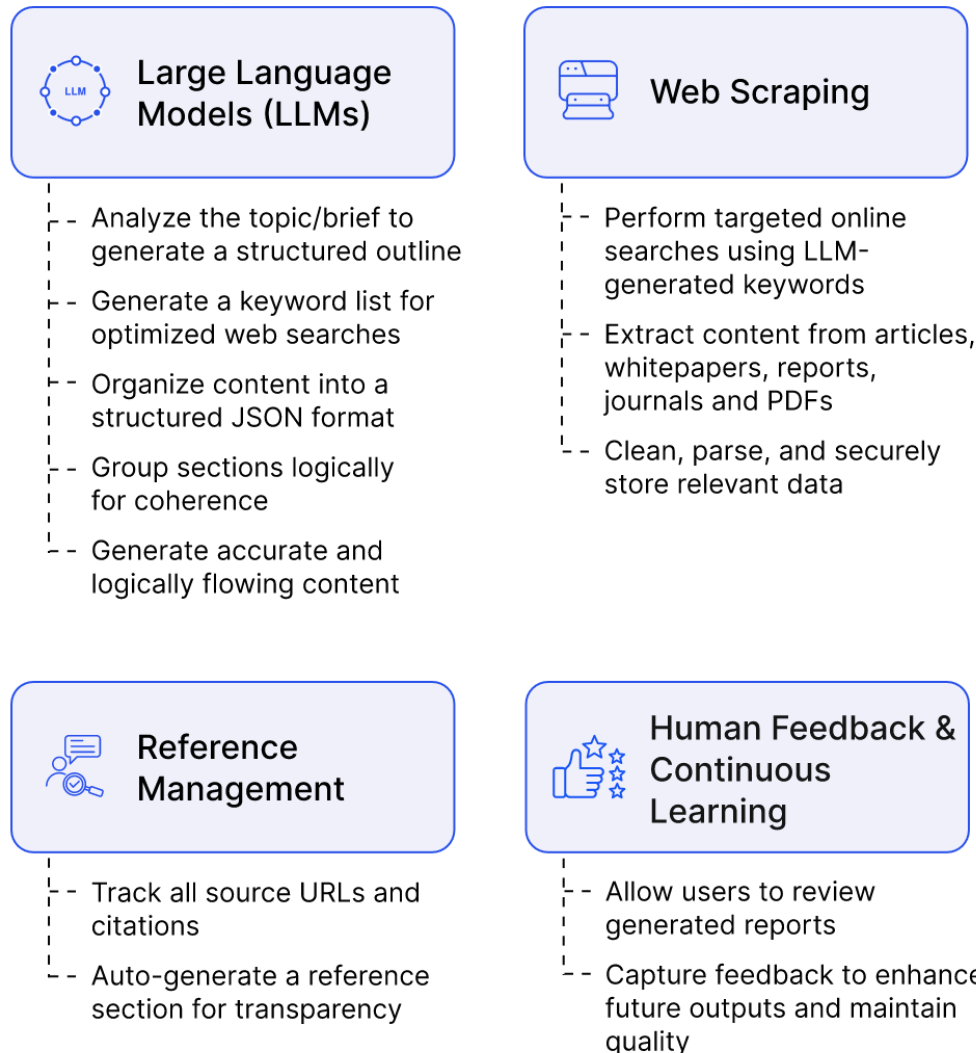 LLM
Large Language
Models (LLMs)
Analyze the topic/brief to
generate a structured outline
Generate a keyword list for
optimized web searches
Organize content into a
structured JSON format
Group sections logically
for coherence
Generate accurate and
logically flowing content
Web Scraping
Perform targeted online
searches using LLM-
generated keywords
Extract content from articles,
whitepapers, reports,
journals and PDFs
Clean, parse, and securely
store relevant data
Reference
Management
Track all source URLs and
citations
Auto-generate a reference
section for transparency
Human Feedback &
Continuous
Learning
Allow users to review
generated reports
Capture feedback to enhance
future outputs and maintain
quality